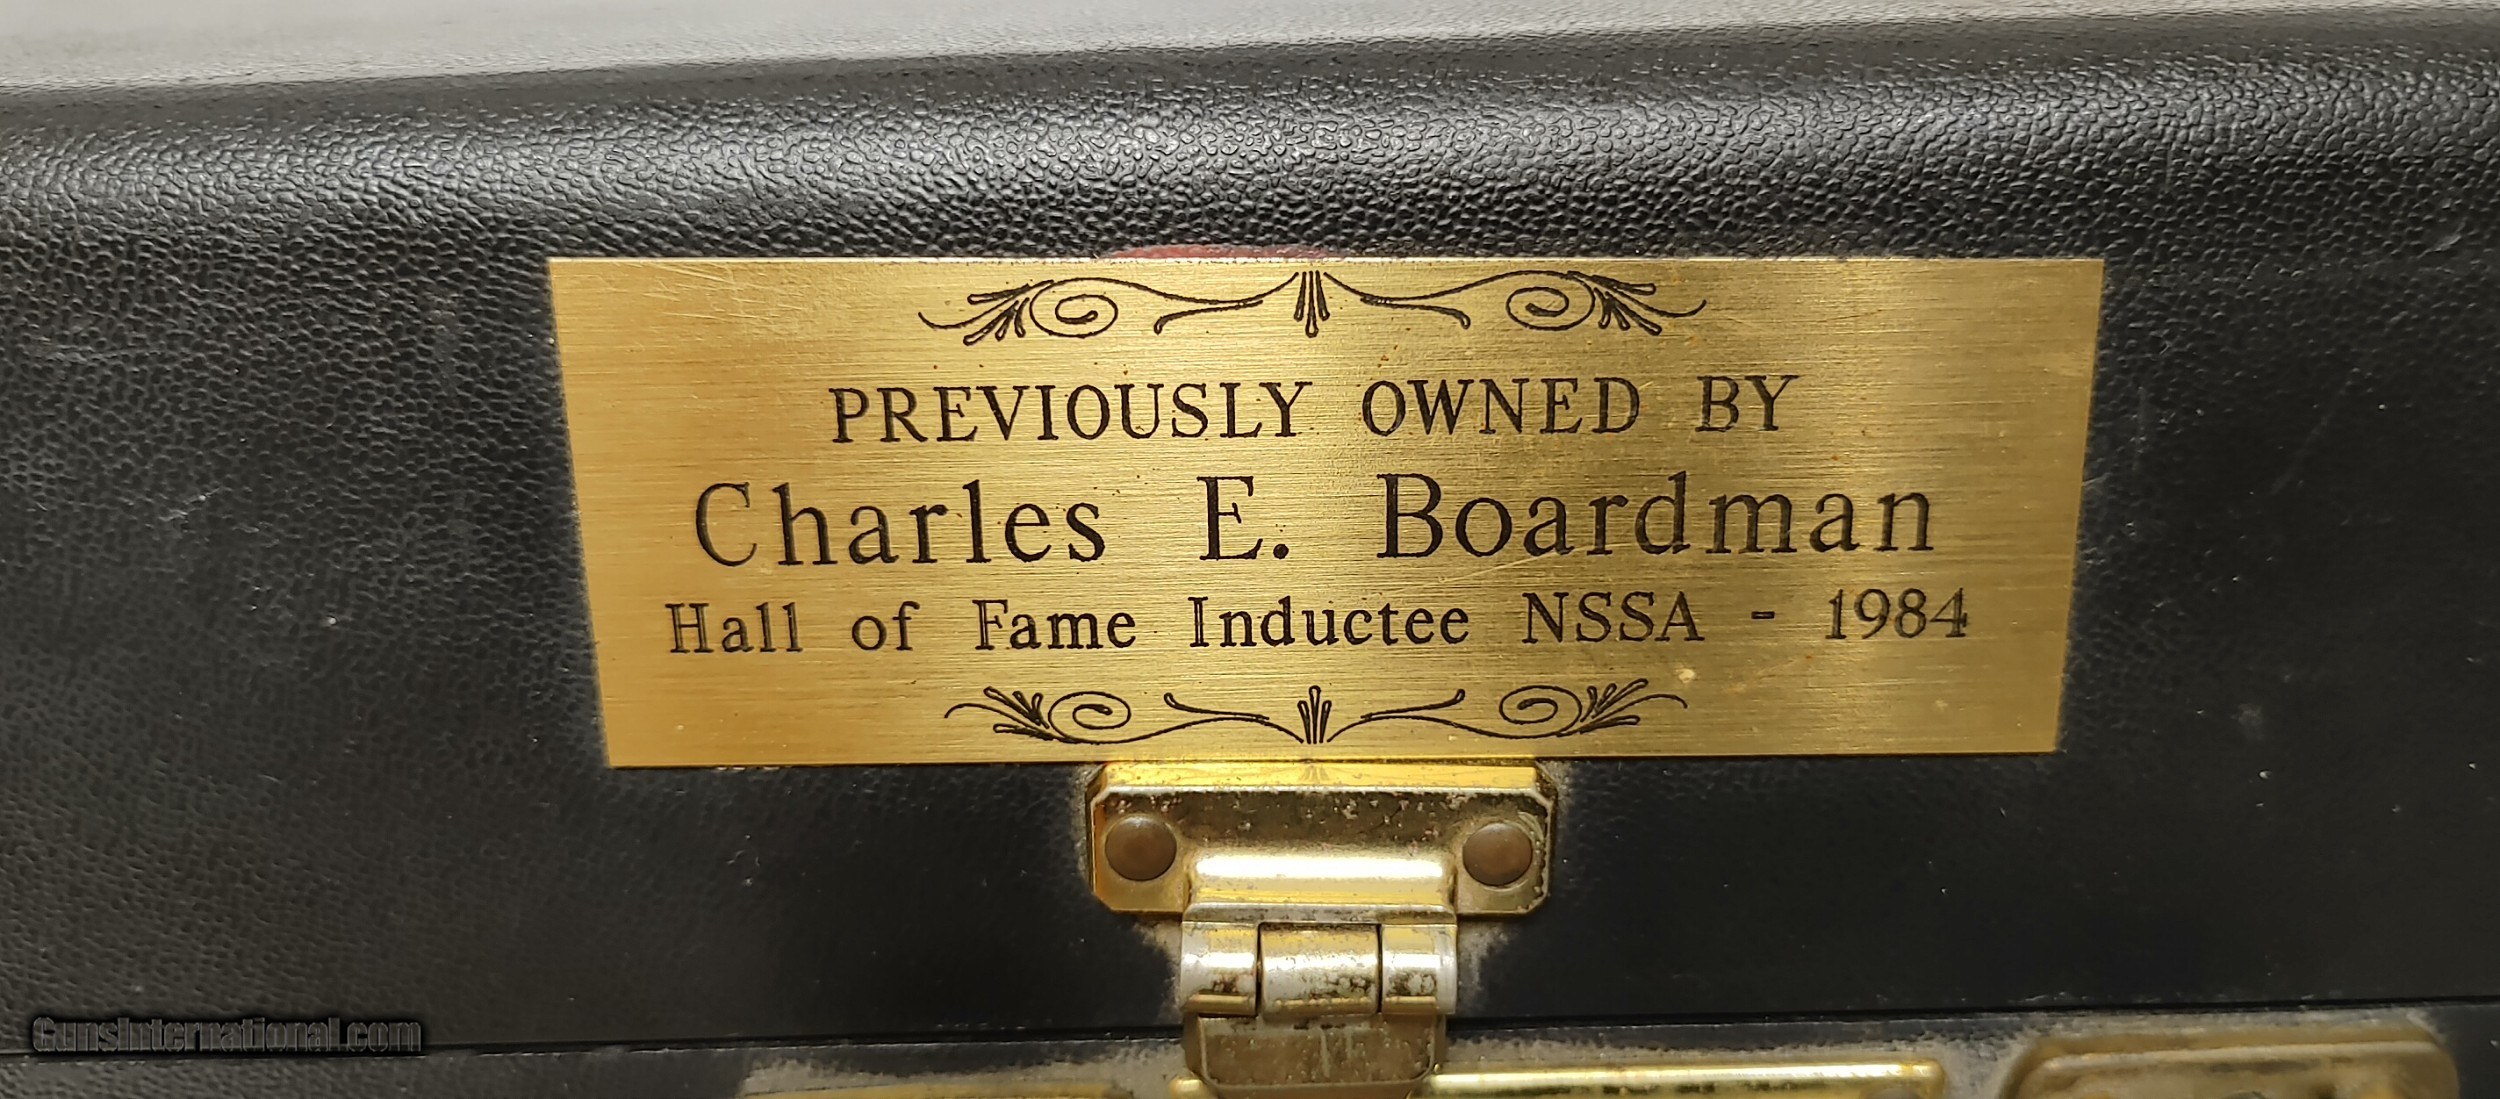 PREVIOUSLY OWNED BY
Charles E. Boardman
Hall of Fame Inductee NSSA - 1984
GunsInternational.com